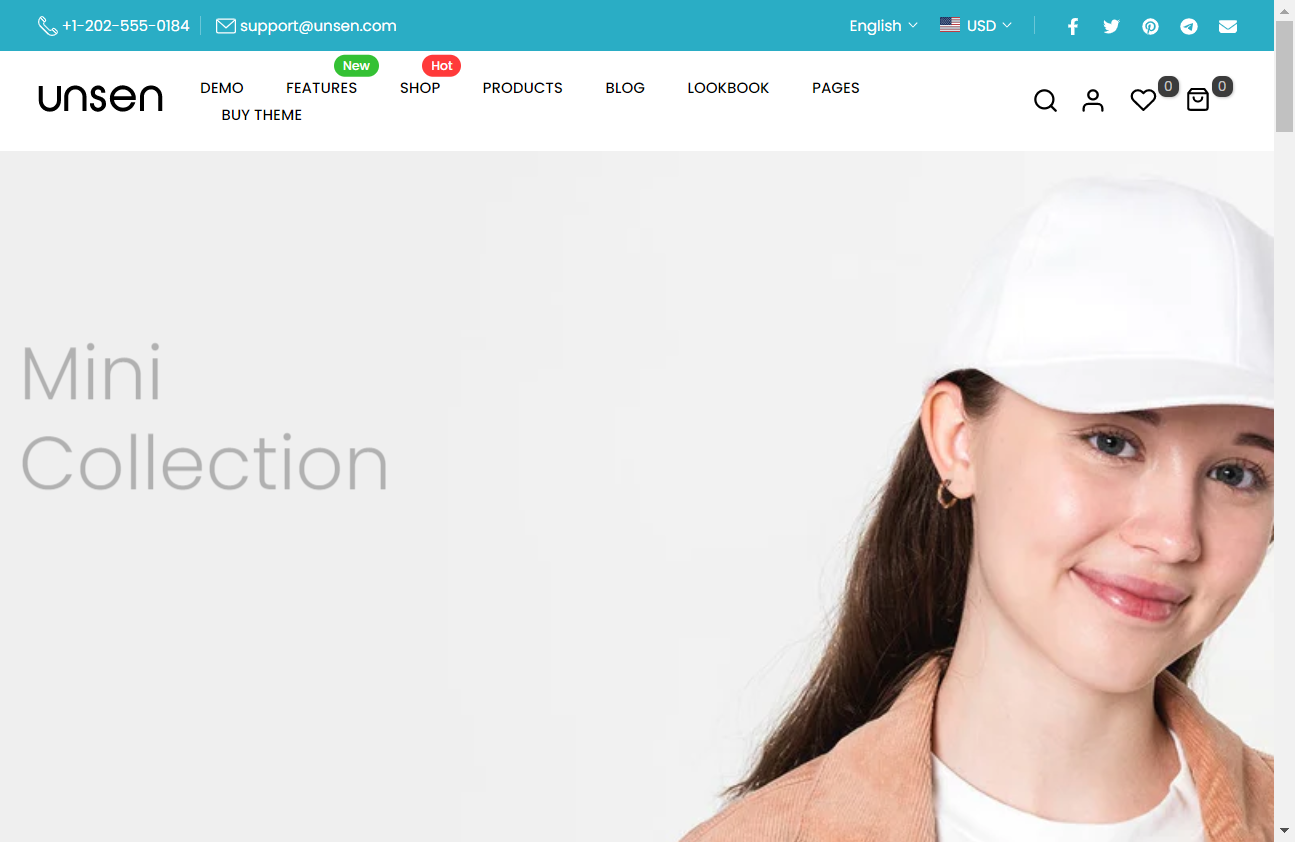 +1-202-555-0184 support@unsen.com English USD
New Hot
unsen DEMO FEATURES SHOP PRODUCTS BLOG LOOKBOOK PAGES 0 0
BUY THEME
Mini
Collection